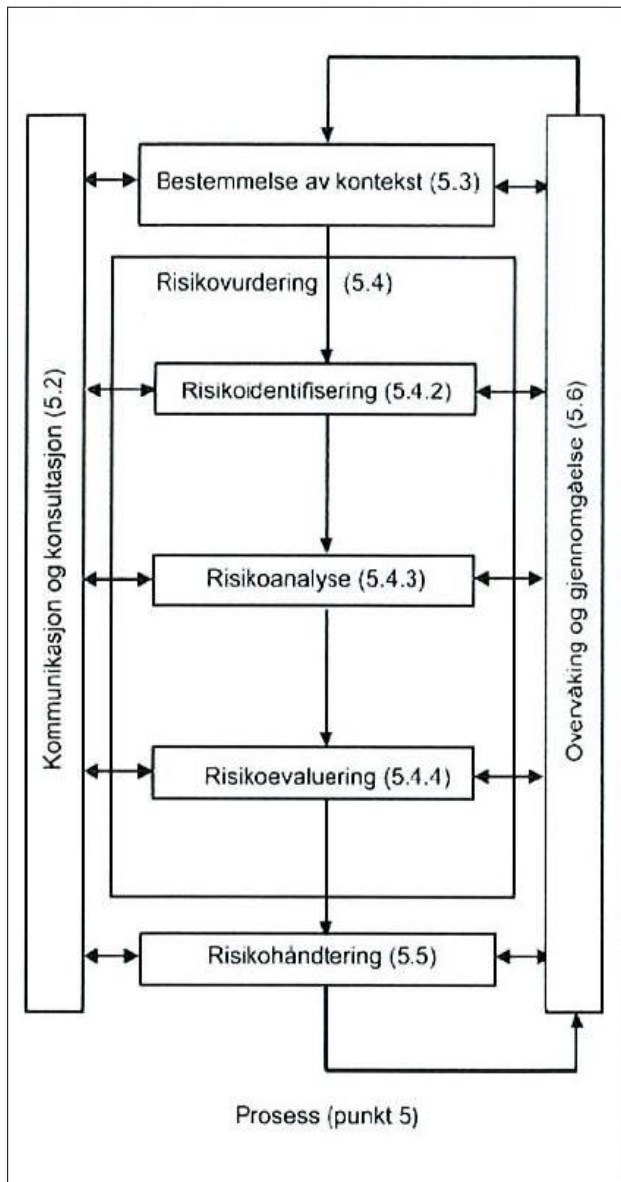 Bestemmelse av kontekst (5.3)
Risikovurdering (5.4)
Risikoidentifisering (5.4.2)
Risikoanalyse (5.4.3)
Risikoevaluering (5.4.4)
Risikohåndtering (5.5)
Kommunikasjon og konsultasjon (5.2)
Overvåking og gjennomgåelse (5.6)
Prosess (punkt 5)